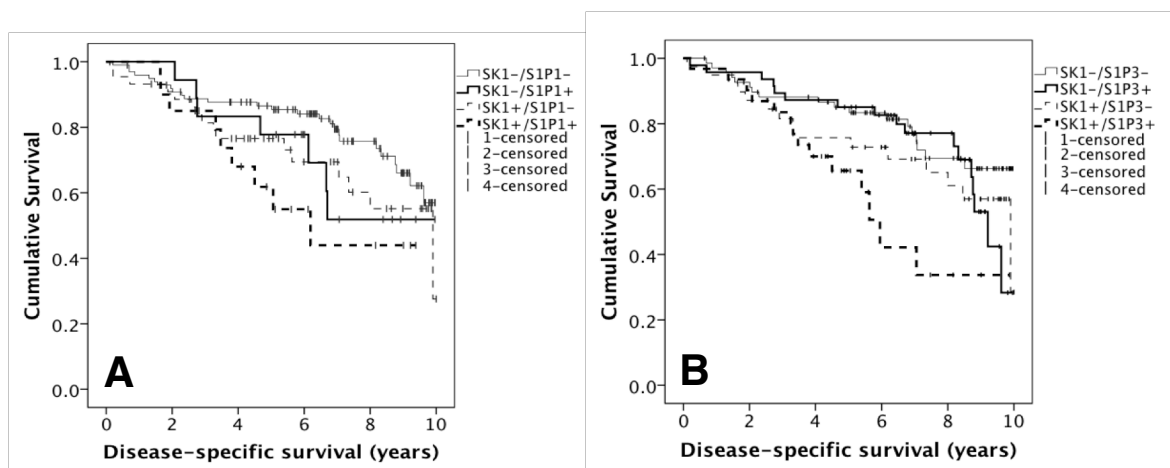 1.0
0.8
0.6
0.4
0.2
0.0
Cumulative Survival
0 2 4 6 8 10
Disease-specific survival (years)
A
SK1-/S1P1-
SK1-/S1P1+
SK1+/S1P1-
SK1+/S1P1+
1-censored
2-censored
3-censored
4-censored
1.0
0.8
0.6
0.4
0.2
0.0
Cumulative Survival
0 2 4 6 8 10
Disease-specific survival (years)
B
SK1-/S1P3-
SK1-/S1P3+
SK1+/S1P3-
SK1+/S1P3+
1-censored
2-censored
3-censored
4-censored